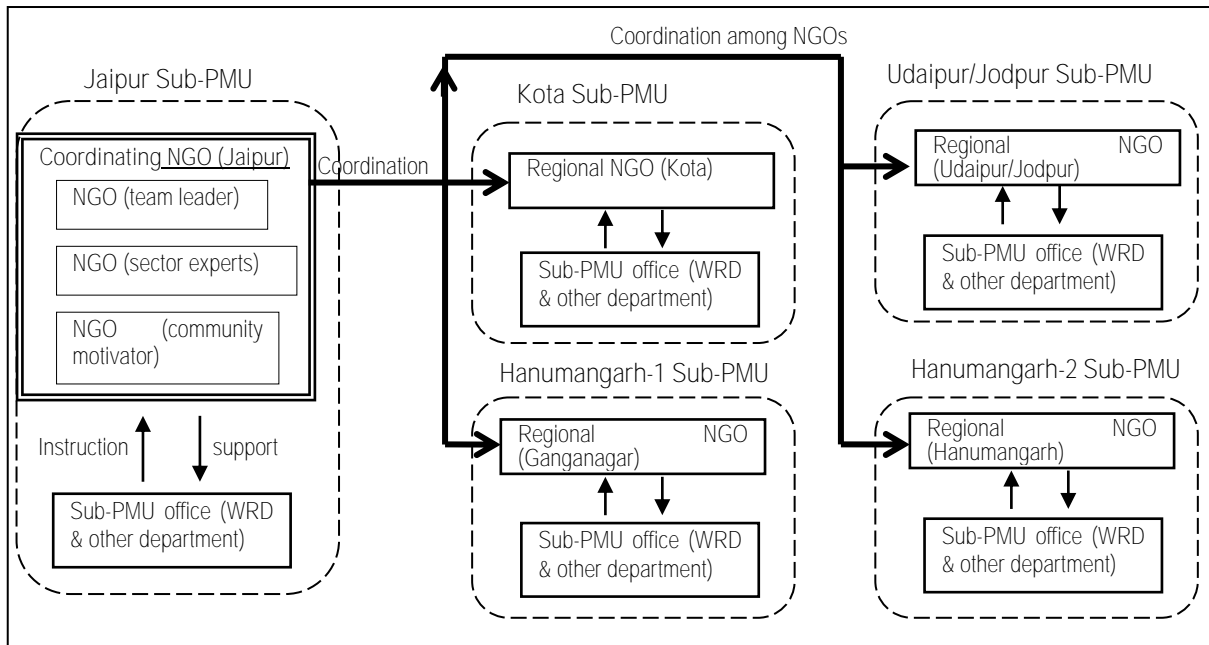 Coordination among NGOs
Jaipur Sub-PMU
Coordinating NGO (Jaipur)
NGO (team leader)
NGO (sector experts)
NGO (community
motivator)
Instruction
support
Sub-PMU office (WRD
& other department)
Coordination
Kota Sub-PMU
Regional NGO (Kota)
Sub-PMU office (WRD
& other department)
Udaipur/Jodpur Sub-PMU
Regional NGO
(Udaipur/Jodpur)
Sub-PMU office (WRD
& other department)
Hanumangarh-1 Sub-PMU
Regional NGO
(Ganganagar)
Sub-PMU office (WRD
& other department)
Hanumangarh-2 Sub-PMU
Regional NGO
(Hanumangarh)
Sub-PMU office (WRD
& other department)